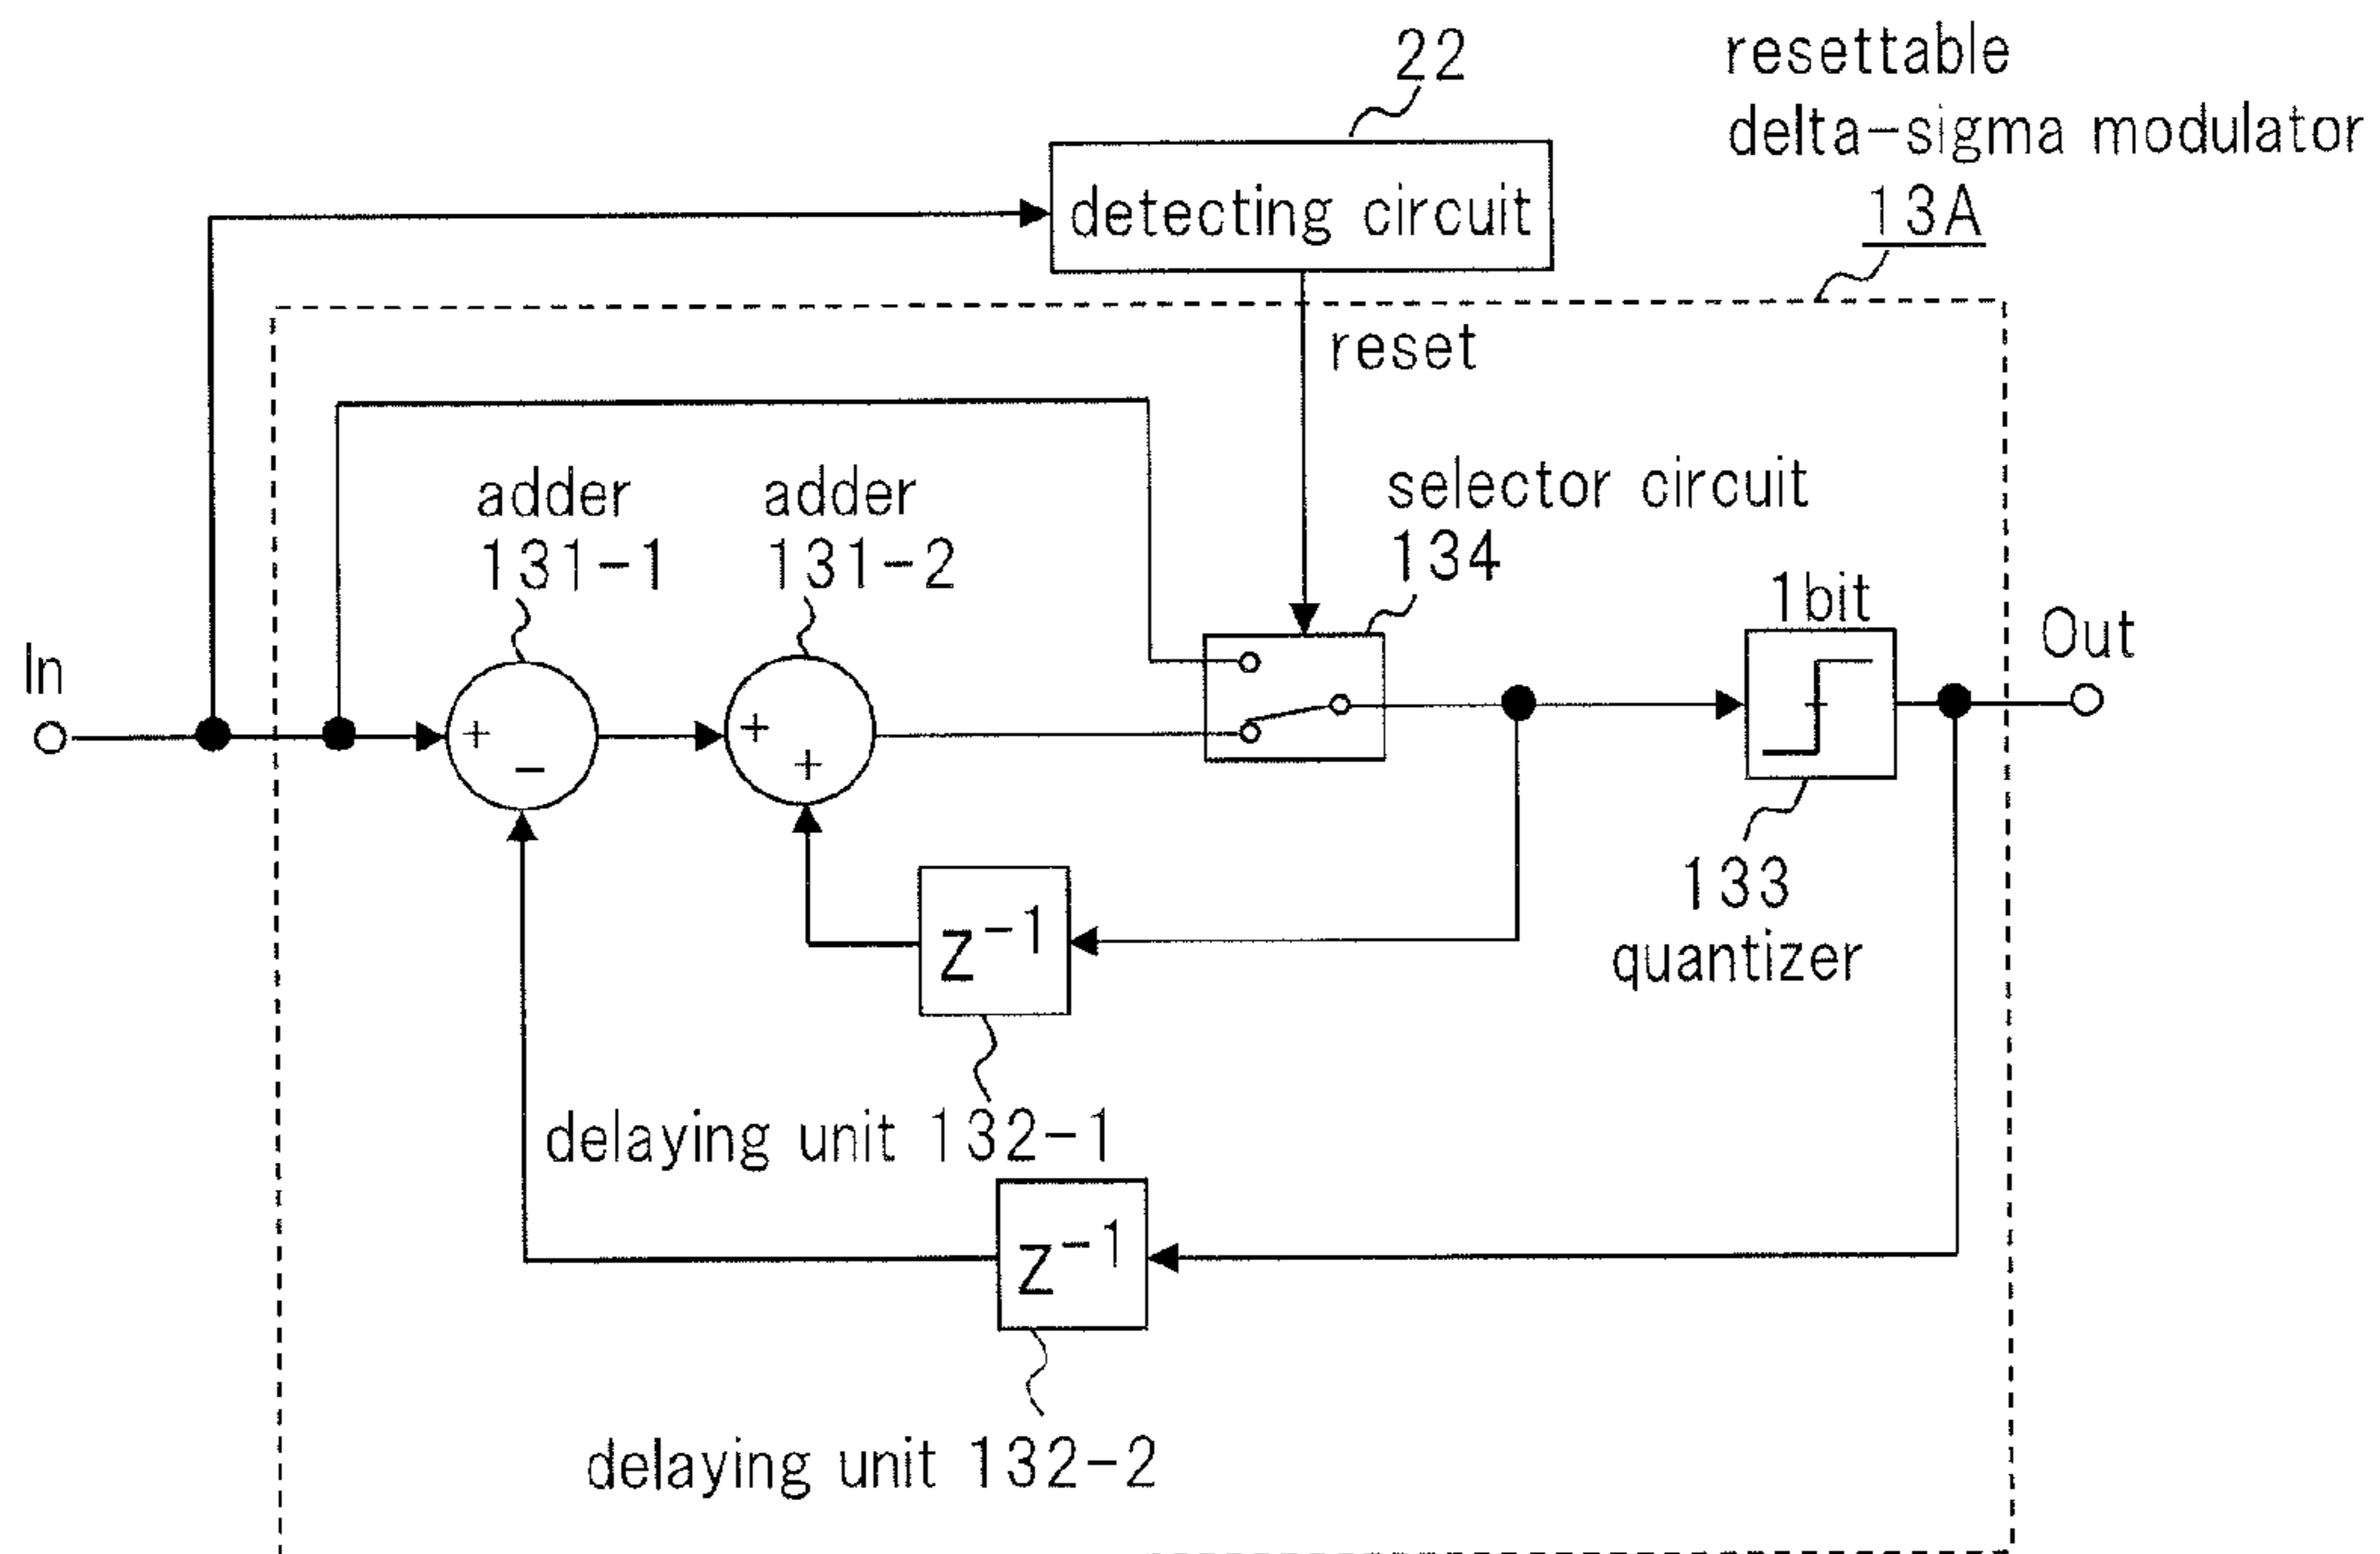 22
resettable
delta-sigma modulator
13A
detecting circuit
reset
selector circuit
134
adder
131-1
adder
131-2
1bit
In
Out
+
-
+
+
133
quantizer
Z⁻¹
delaying unit 132-1
Z⁻¹
delaying unit 132-2